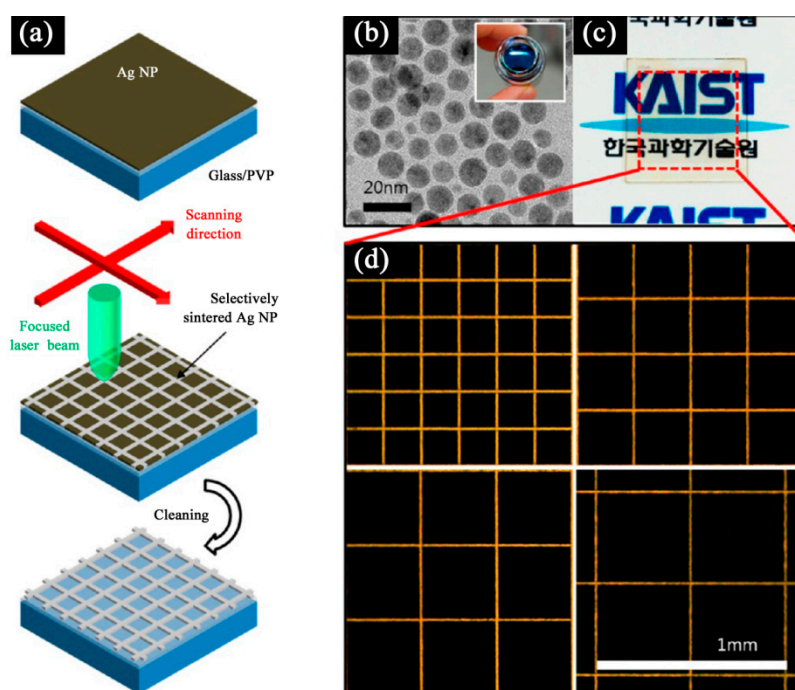 (a)
Ag NP
Glass/PVP
Scanning
direction
Focused
laser beam
Selectively
sintered Ag NP
Cleaning
(b)
20nm
(c)
KAIST
한국과학기술원
(d)
1mm